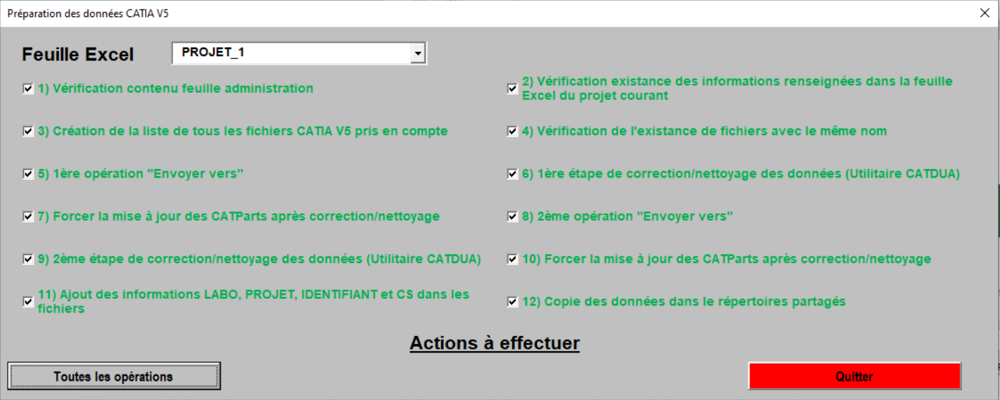 Préparation des données CATIA V5
Feuille Excel
PROJET_1
1) Vérification contenu feuille administration
2) Vérification existance des informations renseignées dans la feuille
Excel du projet courant
3) Création de la liste de tous les fichiers CATIA V5 pris en compte
4) Vérification de l'existance de fichiers avec le même nom
5) 1ère opération "Envoyer vers"
6) 1ère étape de correction/nettoyage des données (Utilitaire CATDUA)
7) Forcer la mise à jour des CATParts après correction/nettoyage
8) 2ème opération "Envoyer vers"
9) 2ème étape de correction/nettoyage des données (Utilitaire CATDUA)
10) Forcer la mise à jour des CATParts après correction/nettoyage
11) Ajout des informations LABO, PROJET, IDENTIFIANT et CS dans les
fichiers
12) Copie des données dans le répertoires partagés
Actions à effectuer
Toutes les opérations
Quitter